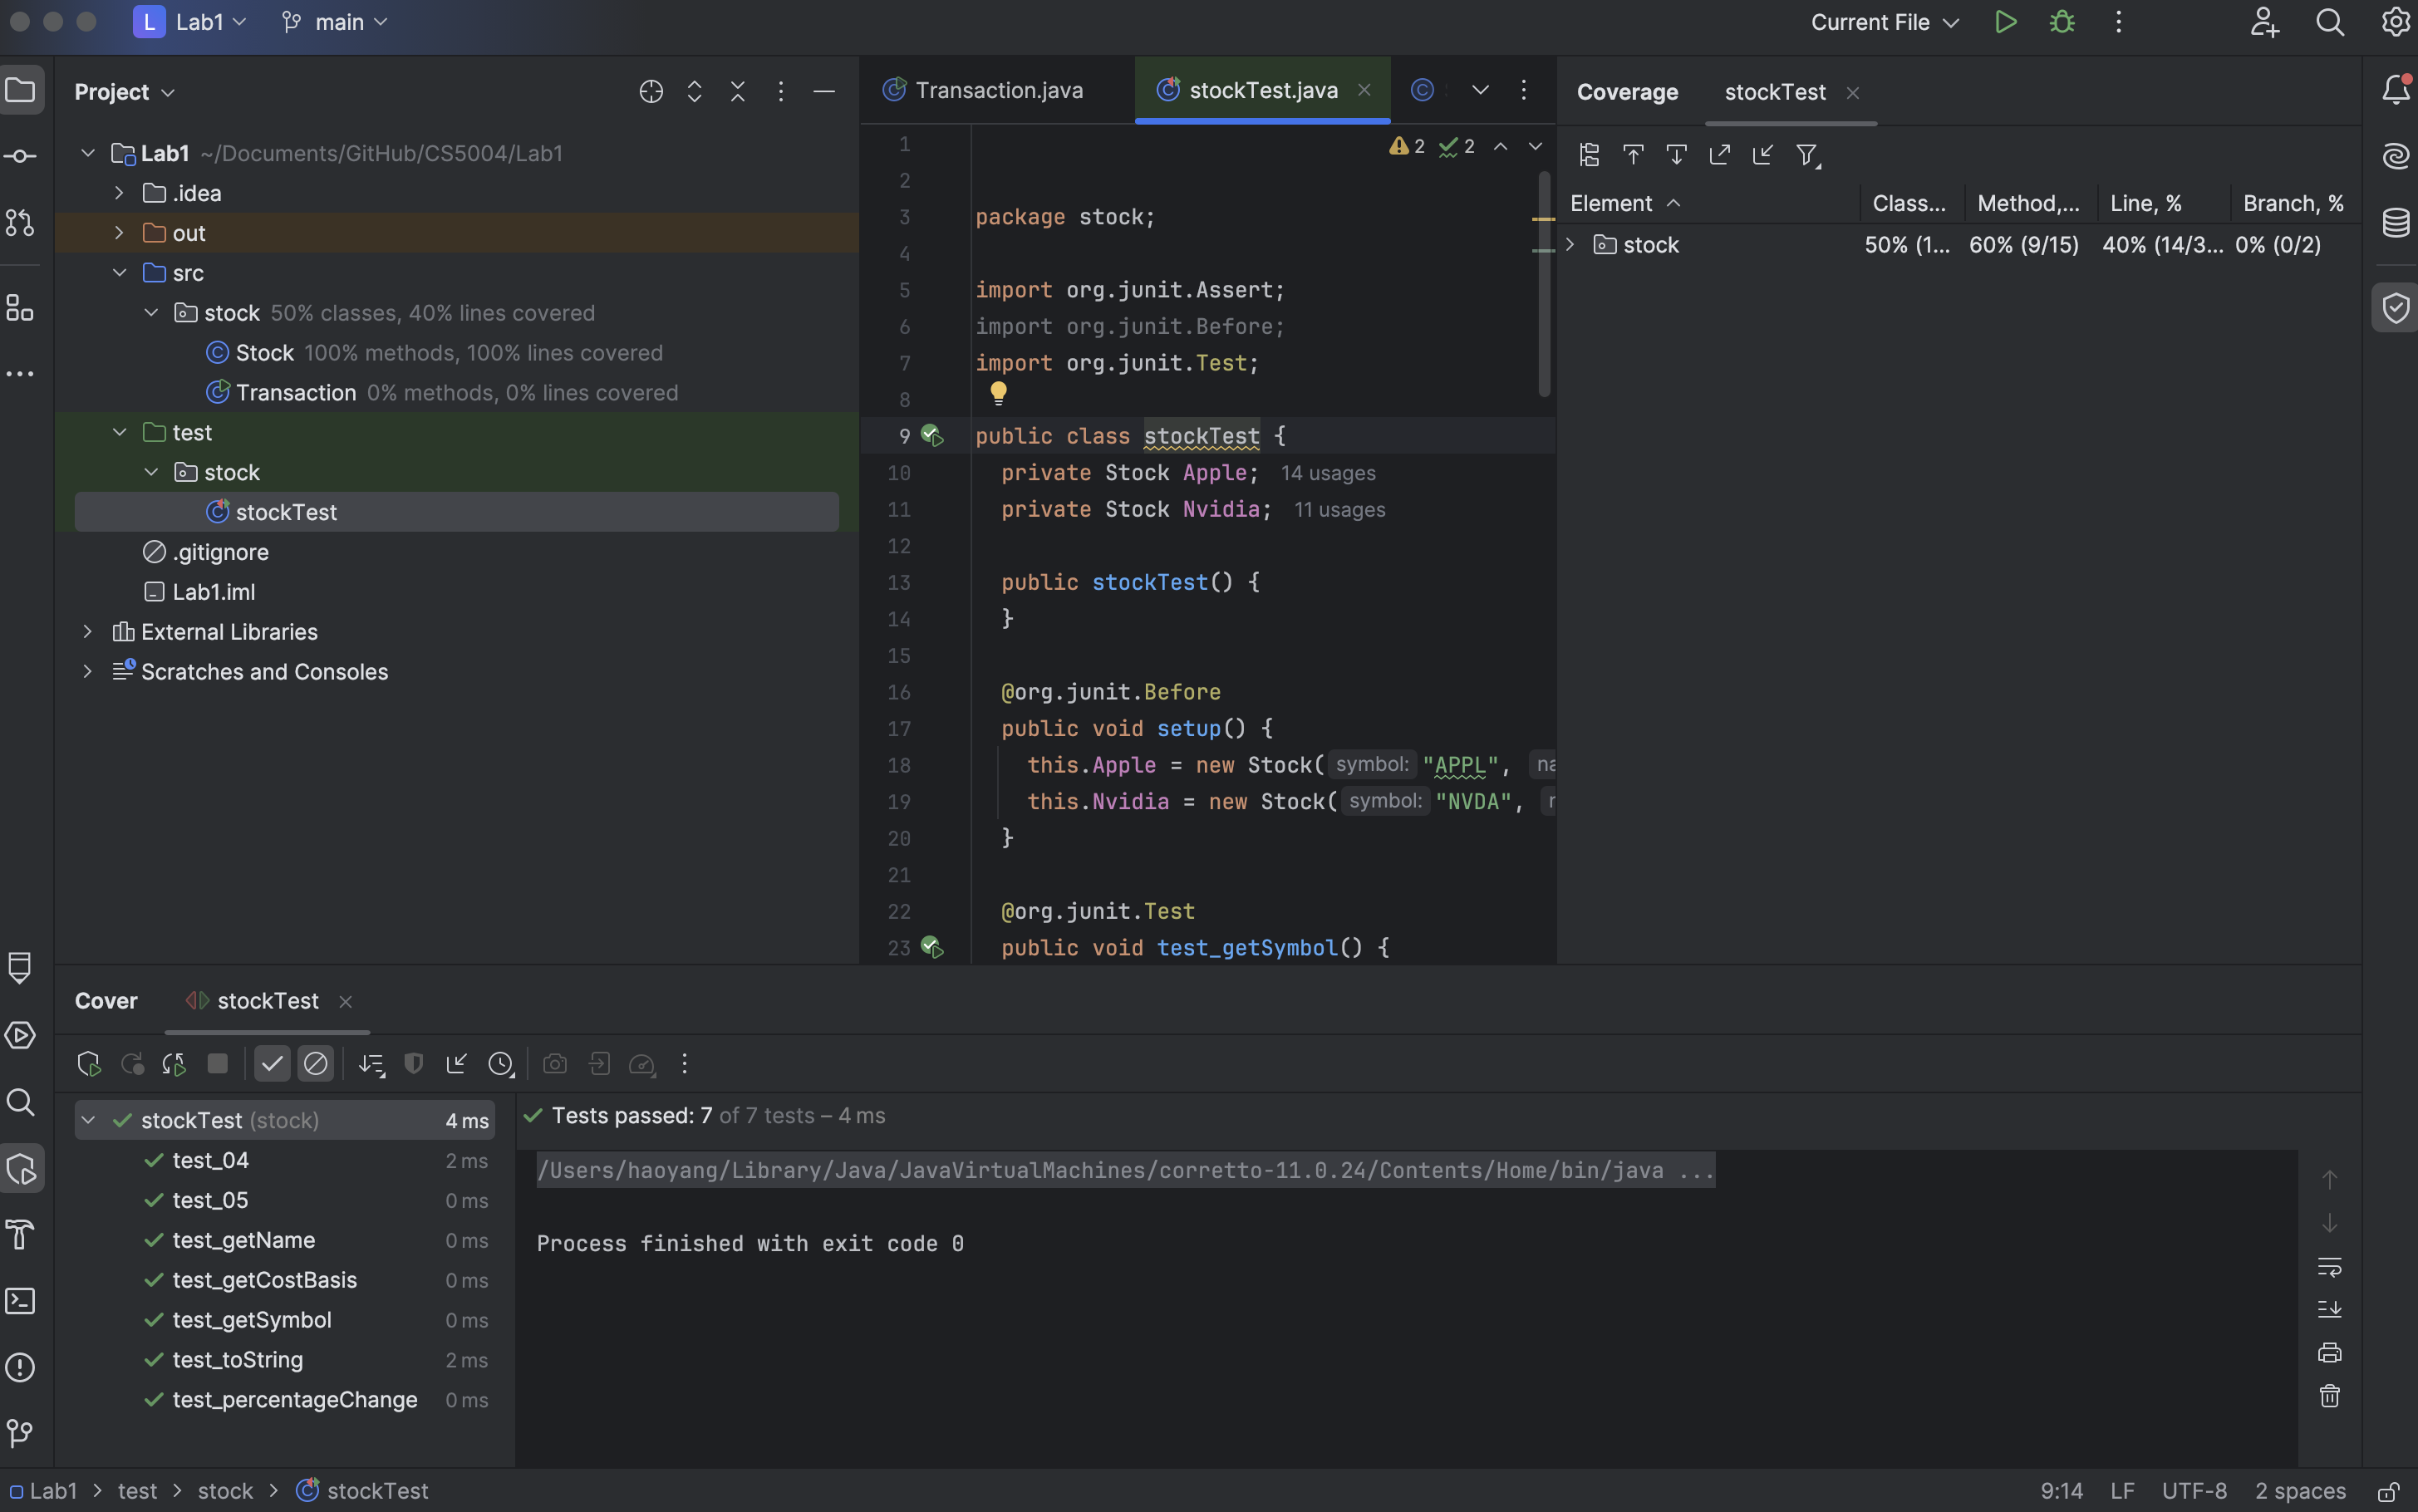 L Lab1 main Current File
Project
Lab1 ~/Documents/GitHub/CS5004/Lab1
.idea
out
src
stock 50% classes, 40% lines covered
Stock 100% methods, 100% lines covered
Transaction 0% methods, 0% lines covered
test
stock
stockTest
.gitignore
Lab1.iml
External Libraries
Scratches and Consoles
Transaction.java stockTest.java
2 2
1
2
3 package stock;
4
5 import org.junit.Assert;
6 import org.junit.Before;
7 import org.junit.Test;
8
9 public class stockTest {
10 private Stock Apple; 14 usages
11 private Stock Nvidia; 11 usages
12
13 public stockTest() {
14 }
15
16 @org.junit.Before
17 public void setup() {
18 this.Apple = new Stock( symbol: "APPL", na
19 this.Nvidia = new Stock( symbol: "NVDA",
20 }
21
22 @org.junit.Test
23 public void test_getSymbol() {
Coverage stockTest
Element Class... Method,... Line, % Branch, %
stock 50% (1... 60% (9/15) 40% (14/3... 0% (0/2)
Cover stockTest
stockTest (stock) 4 ms
test_04 2 ms
test_05 0 ms
test_getName 0 ms
test_getCostBasis 0 ms
test_getSymbol 0 ms
test_toString 2 ms
test_percentageChange 0 ms
Tests passed: 7 of 7 tests – 4 ms
/Users/haoyang/Library/Java/JavaVirtualMachines/corretto-11.0.24/Contents/Home/bin/java ...
Process finished with exit code 0
Lab1 > test > stock > stockTest
9:14 LF UTF-8 2 spaces